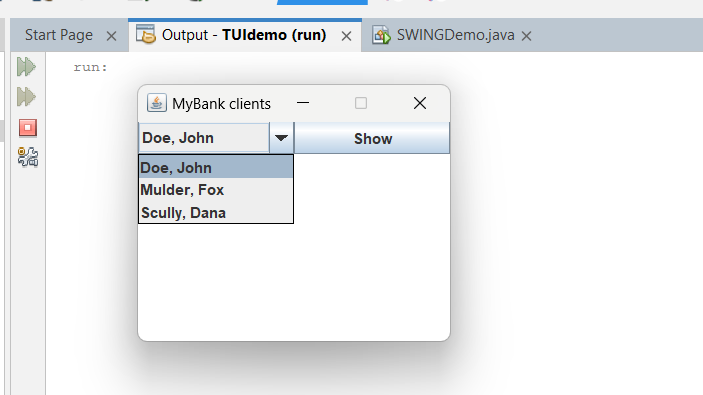 Start Page
Output - TUIdemo (run)
SWINGDemo.java
run:
MyBank clients
Doe, John
Show
Doe, John
Mulder, Fox
Scully, Dana